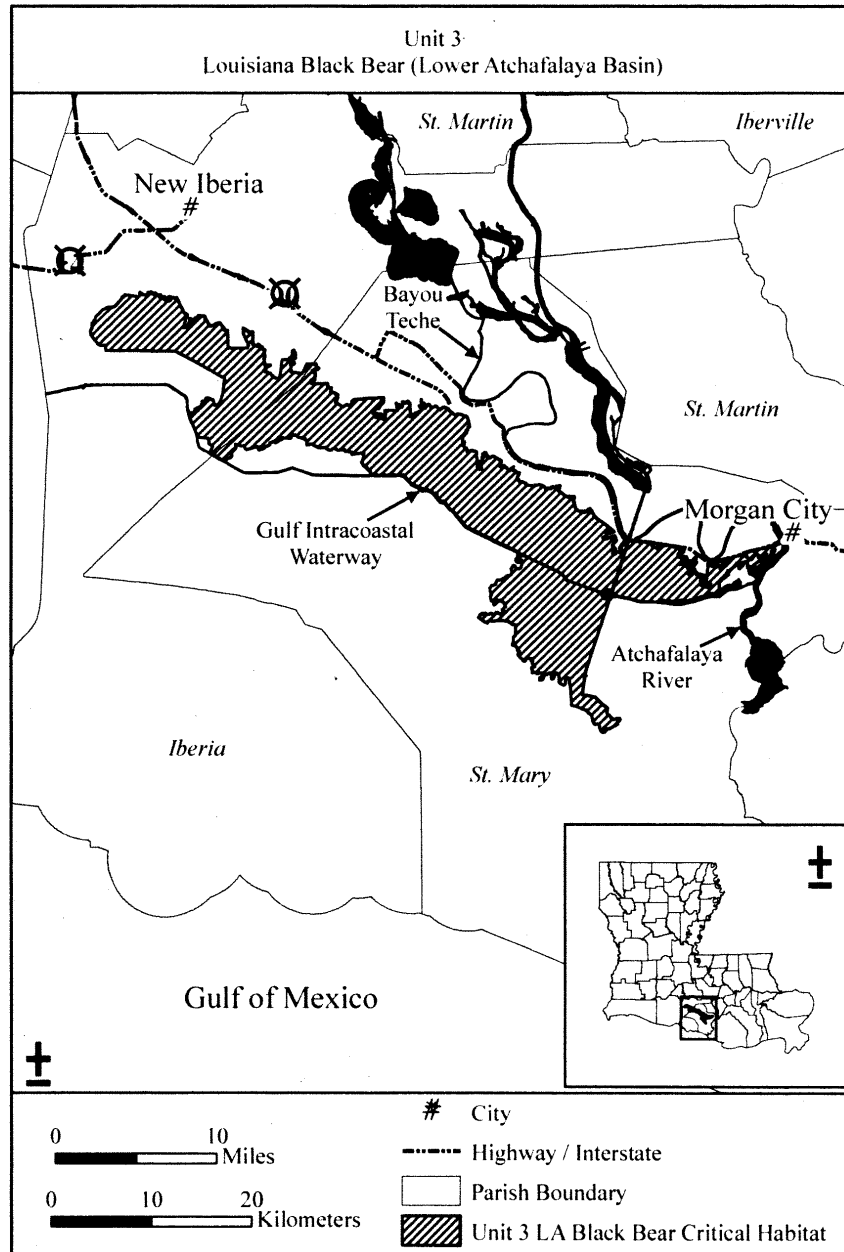 Unit 3
Louisiana Black Bear (Lower Atchafalaya Basin)
St. Martin
Iberville
New Iberia
#
Bayou
Teche
St. Martin
Gulf Intracoastal
Waterway
Morgan City
#
Atchafalaya
River
Iberia
St. Mary
Gulf of Mexico
0 10
Miles
0 10 20
Kilometers
# City
Highway / Interstate
Parish Boundary
Unit 3 LA Black Bear Critical Habitat